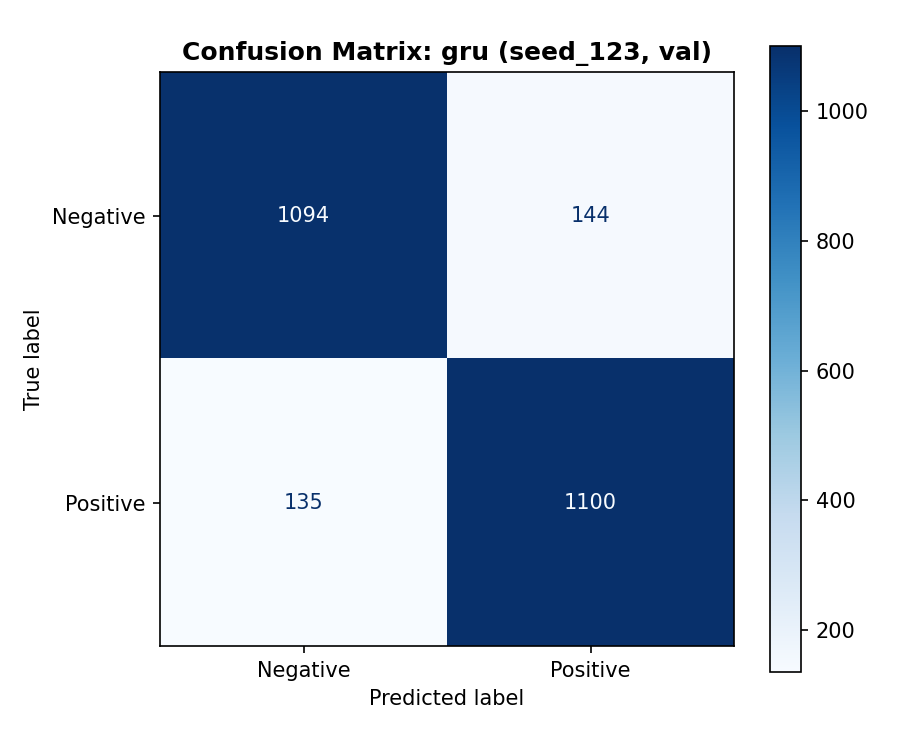 Confusion Matrix: gru (seed_123, val)
1000
800
600
400
200
True label
Negative
1094
144
Positive
135
1100
Negative
Positive
Predicted label